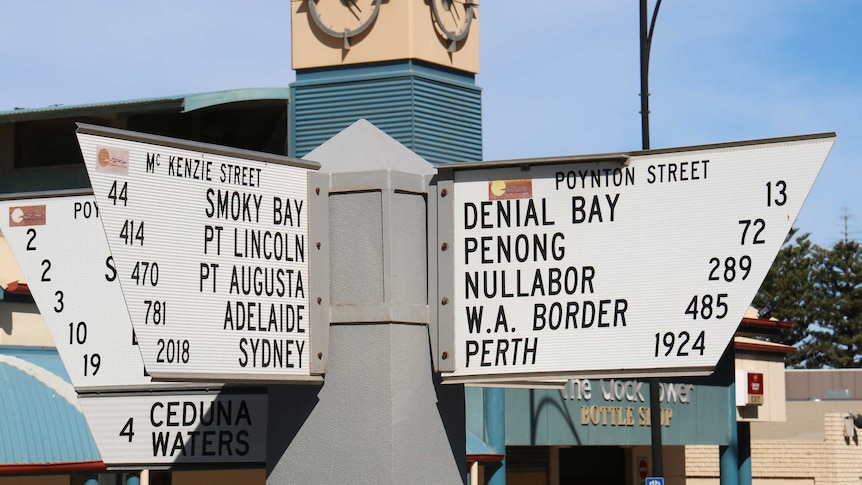 Mc KENZIE STREET
44 SMOKY BAY
414 PT LINCOLN
470 PT AUGUSTA
781 ADELAIDE
2018 SYDNEY
POYNTON STREET
DENIAL BAY 13
PENONG 72
NULLABOR 289
W.A. BORDER 485
PERTH 1924
POY
2
2 S
3
10
19
4 CEDUNA
WATERS
The Clock Tower
BOTTLE SHOP
EXIT